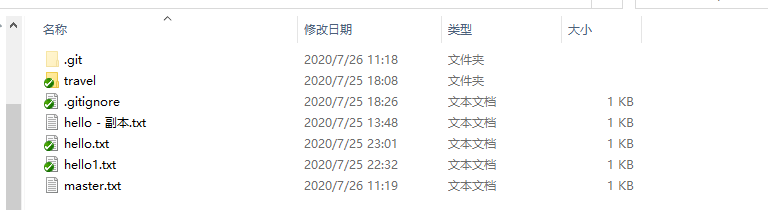 名称 修改日期 类型 大小
.git 2020/7/26 11:18 文件夹
travel 2020/7/25 18:08 文件夹
.gitignore 2020/7/25 18:26 文本文档 1 KB
hello - 副本.txt 2020/7/25 13:48 文本文档 1 KB
hello.txt 2020/7/25 23:01 文本文档 1 KB
hello1.txt 2020/7/25 22:32 文本文档 1 KB
master.txt 2020/7/26 11:19 文本文档 1 KB